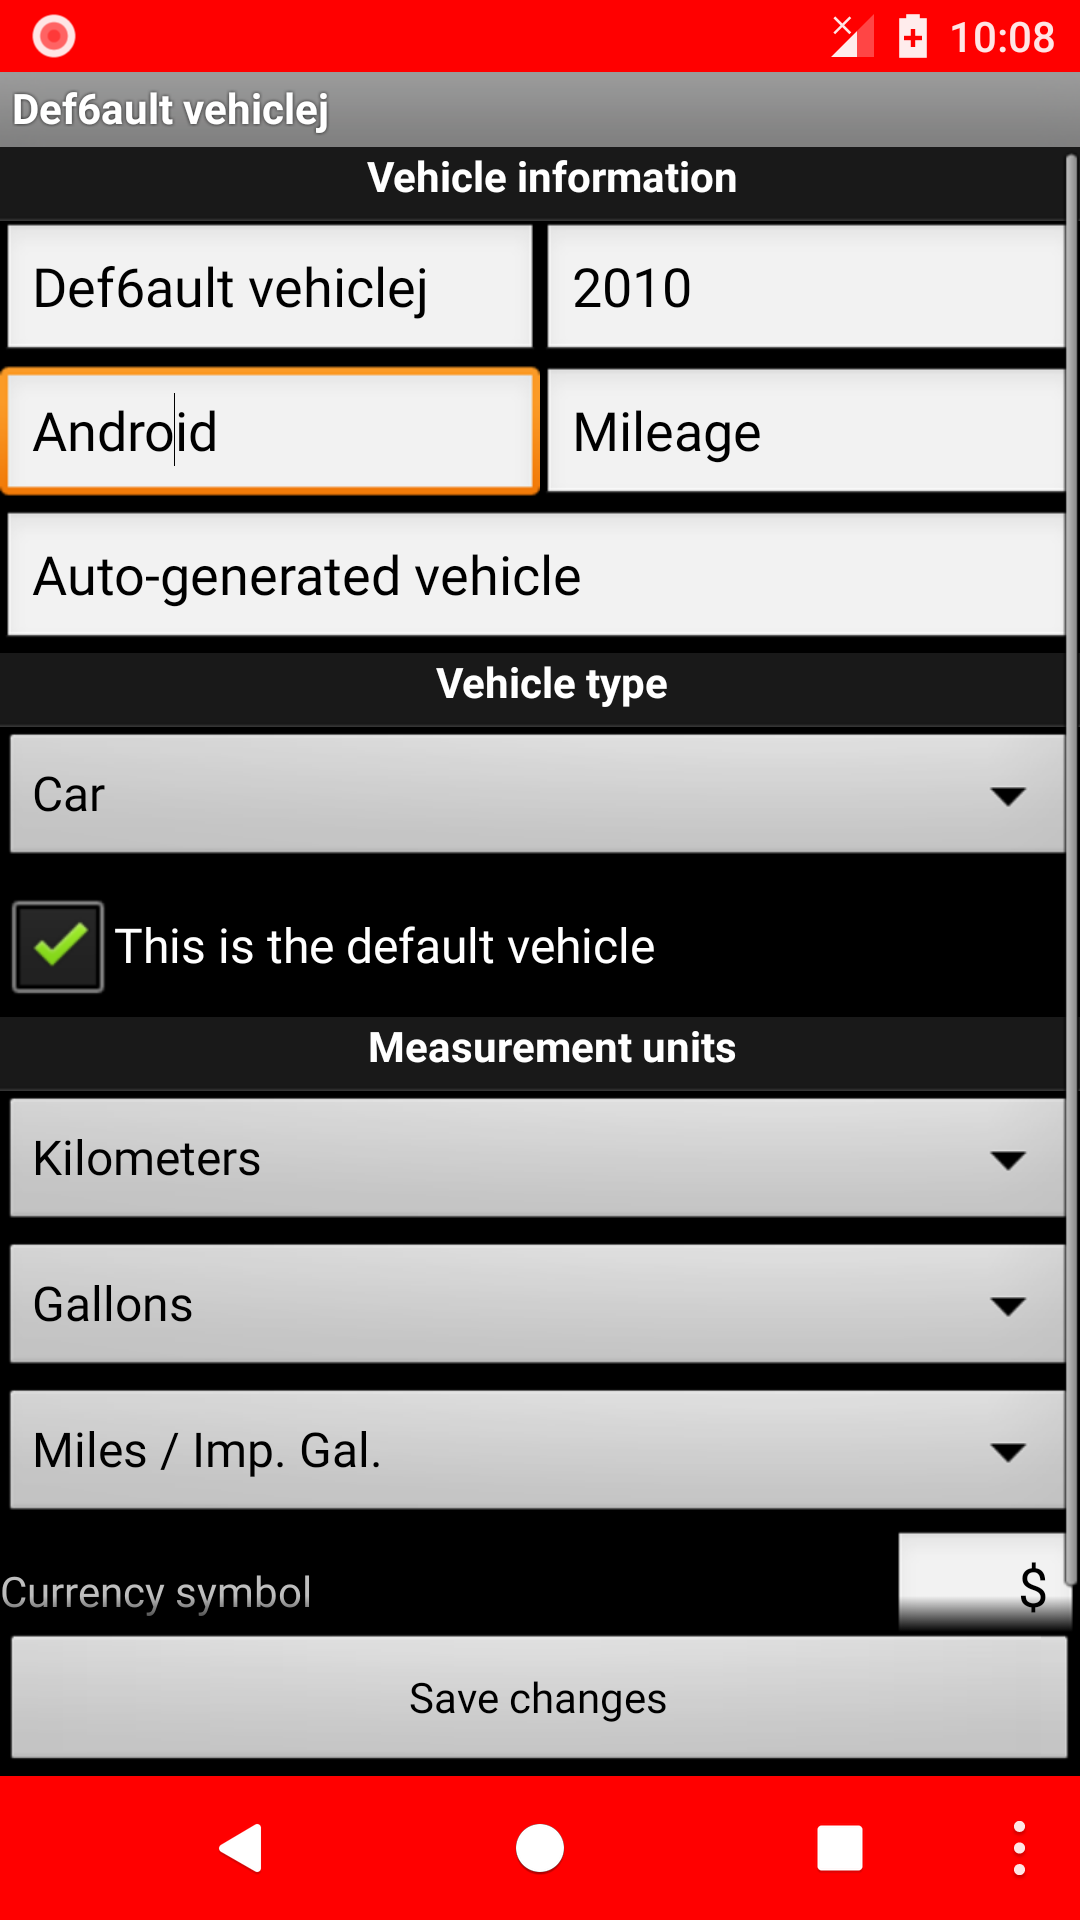 10:08
Def6ault vehiclej
Vehicle information
Def6ault vehiclej
2010
Android
Mileage
Auto-generated vehicle
Vehicle type
Car
This is the default vehicle
Measurement units
Kilometers
Gallons
Miles / Imp. Gal.
Currency symbol
$
Save changes